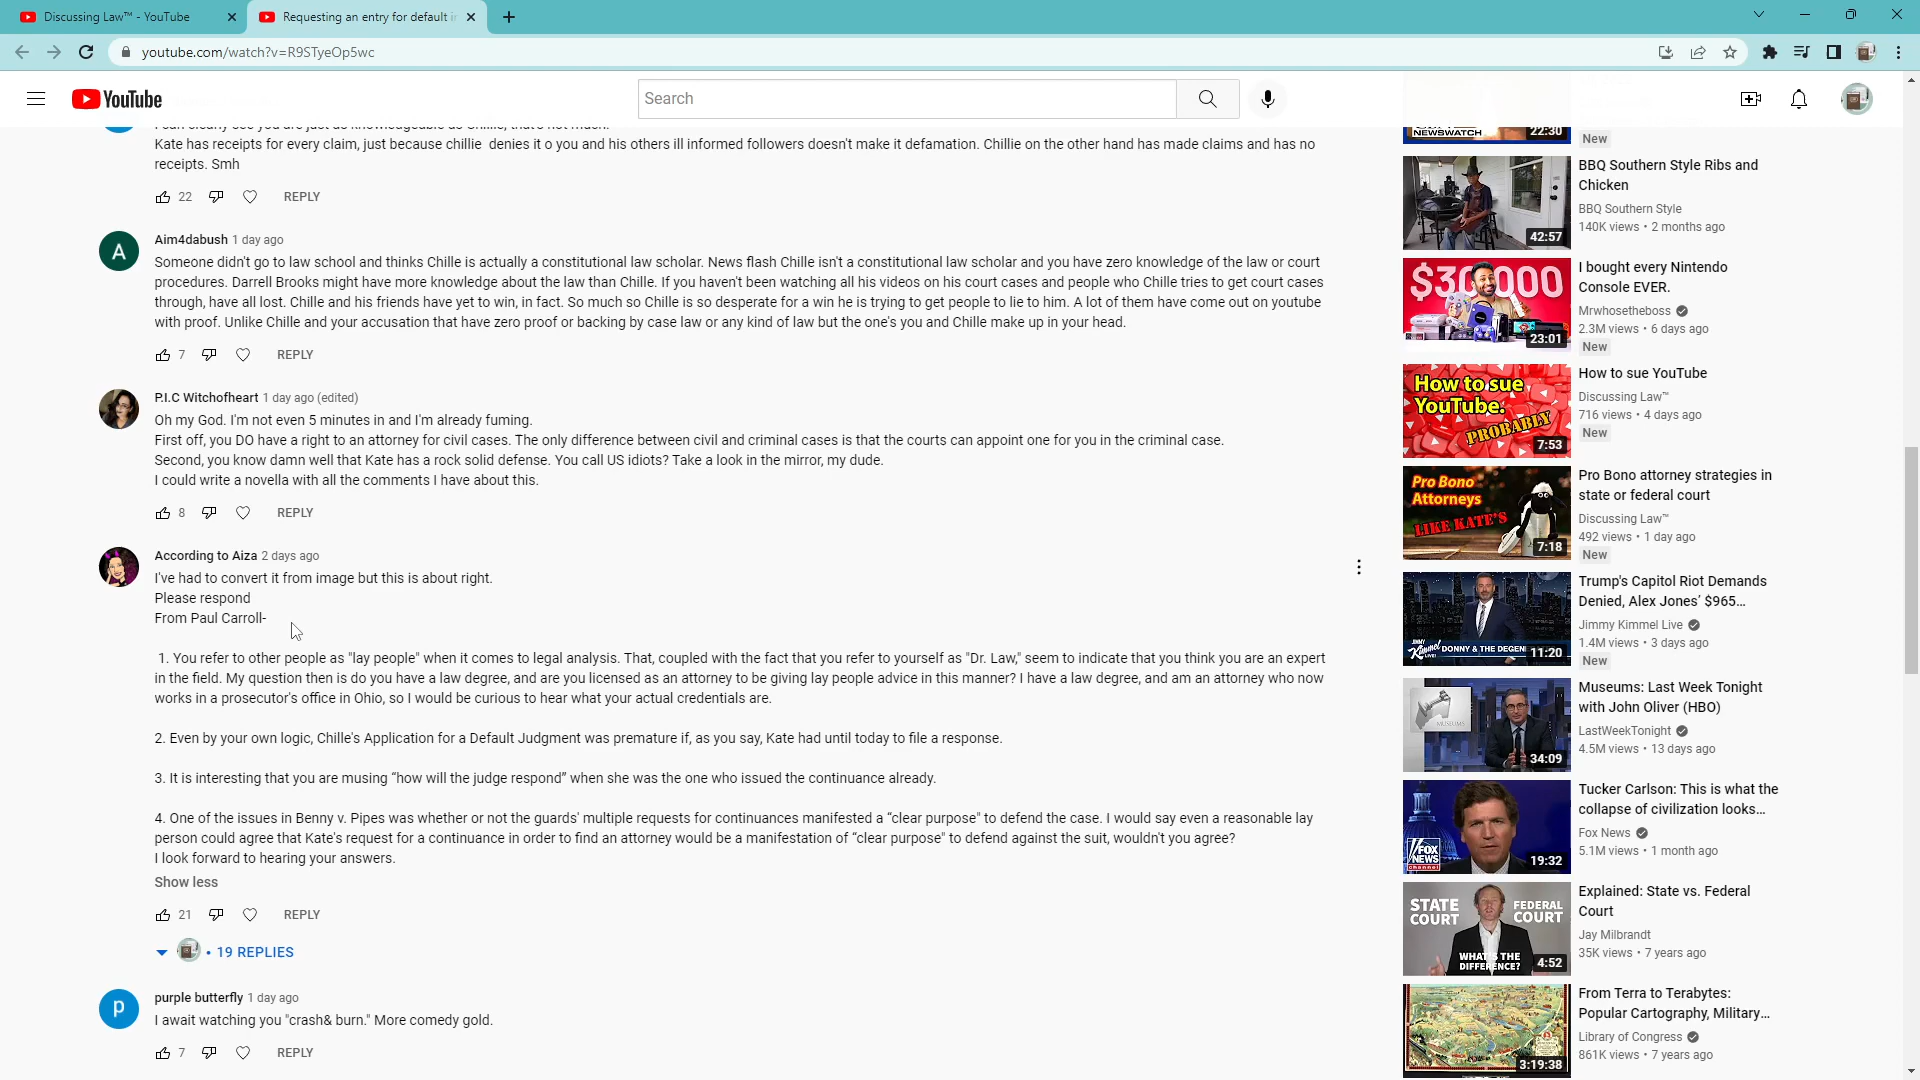 Discussing Law™ - YouTube
Requesting an entry for default in
youtube.com/watch?v=R9STyeOp5wc
YouTube
Search
Kate has receipts for every claim, just because chillie  denies it o you and his others ill informed followers doesn't make it defamation. Chillie on the other hand has made claims and has no
receipts. Smh
22
REPLY
A
Aim4dabush 1 day ago
Someone didn't go to law school and thinks Chille is actually a constitutional law scholar. News flash Chille isn't a constitutional law scholar and you have zero knowledge of the law or court
procedures. Darrell Brooks might have more knowledge about the law than Chille. If you haven't been watching all his videos on his court cases and people who Chille tries to get court cases
through, have all lost. Chille and his friends have yet to win, in fact. So much so Chille is so desperate for a win he is trying to get people to lie to him. A lot of them have come out on youtube
with proof. Unlike Chille and your accusation that have zero proof or backing by case law or any kind of law but the one's you and Chille make up in your head.
7
REPLY
P.I.C Witchofheart 1 day ago (edited)
Oh my God. I'm not even 5 minutes in and I'm already fuming.
First off, you DO have a right to an attorney for civil cases. The only difference between civil and criminal cases is that the courts can appoint one for you in the criminal case.
Second, you know damn well that Kate has a rock solid defense. You call US idiots? Take a look in the mirror, my dude.
I could write a novella with all the comments I have about this.
8
REPLY
According to Aiza 2 days ago
I've had to convert it from image but this is about right.
Please respond
From Paul Carroll-
1. You refer to other people as "lay people" when it comes to legal analysis. That, coupled with the fact that you refer to yourself as "Dr. Law," seem to indicate that you think you are an expert
in the field. My question then is do you have a law degree, and are you licensed as an attorney to be giving lay people advice in this manner? I have a law degree, and am an attorney who now
works in a prosecutor's office in Ohio, so I would be curious to hear what your actual credentials are.
2. Even by your own logic, Chille's Application for a Default Judgment was premature if, as you say, Kate had until today to file a response.
3. It is interesting that you are musing “how will the judge respond” when she was the one who issued the continuance already.
4. One of the issues in Benny v. Pipes was whether or not the guards' multiple requests for continuances manifested a “clear purpose" to defend the case. I would say even a reasonable lay
person could agree that Kate's request for a continuance in order to find an attorney would be a manifestation of “clear purpose" to defend against the suit, wouldn't you agree?
I look forward to hearing your answers.
Show less
21
REPLY
• 19 REPLIES
p
purple butterfly 1 day ago
I await watching you "crash& burn." More comedy gold.
7
REPLY
NEWSWATCH
22:30
New
42:57
BBQ Southern Style Ribs and
Chicken
BBQ Southern Style
140K views • 2 months ago
$30,000
23:01
I bought every Nintendo
Console EVER.
Mrwhosetheboss
2.3M views • 6 days ago
New
How to sue
YouTube.
PROBABLY
7:53
How to sue YouTube
Discussing Law™
716 views • 4 days ago
New
Pro Bono
Attorneys
LIKE KATE'S
7:18
Pro Bono attorney strategies in
state or federal court
Discussing Law™
492 views • 1 day ago
New
DONNY & THE DEGEN
11:20
Trump's Capitol Riot Demands
Denied, Alex Jones’ $965...
Jimmy Kimmel Live
1.4M views • 3 days ago
New
34:09
Museums: Last Week Tonight
with John Oliver (HBO)
LastWeekTonight
4.5M views • 13 days ago
FOX
NEWS
channel
19:32
Tucker Carlson: This is what the
collapse of civilization looks...
Fox News
5.1M views • 1 month ago
STATE
COURT
FEDERAL
COURT
WHAT'S THE
DIFFERENCE?
4:52
Explained: State vs. Federal
Court
Jay Milbrandt
35K views • 7 years ago
3:19:38
From Terra to Terabytes:
Popular Cartography, Military...
Library of Congress
861K views • 7 years ago